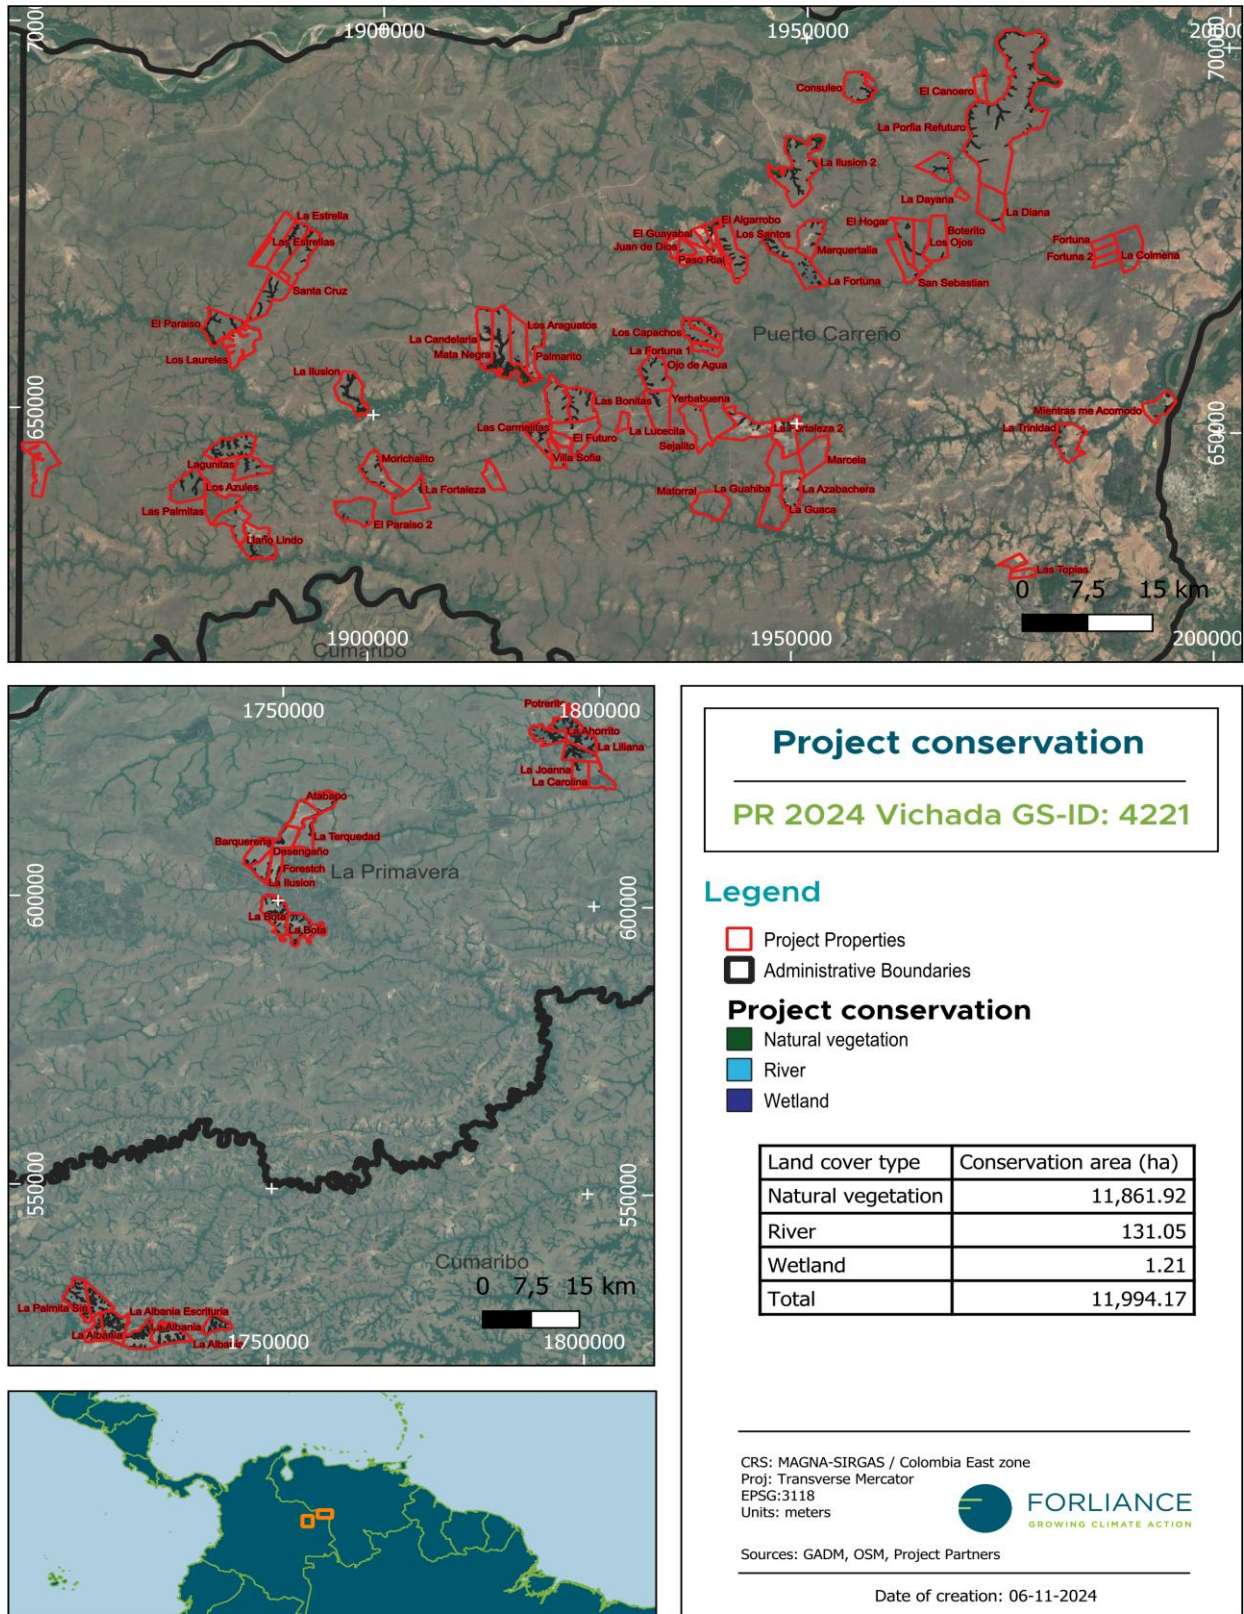 1900000
1950000
2000
700000
700000
Consuleo
El Canoero
La Porfia Refuturo
La Ilusion 2
La Dayana
La Diana
La Estrella
Las Estrellas
El Algarrobo
El Guayabal
Los Santos
El Hogar
Boterito
Juan de Dios
Los Ojos
Marquertalia
Paso Rial
Fortuna
Fortuna 2
La Colmena
San Sebastian
La Fortuna
Santa Cruz
El Paraiso
Los Laureles
Los Araguatos
La Candelaria
Mata Negra
Palmarito
Los Capachos
Puerto Carreño
La Fortuna 1
Ojo de Agua
La Ilusion
650000
650000
Las Bonitas
Yerbabuena
Mientras me Acomodo
La Trinidad
Las Carmelitas
El Futuro
La Lucecita
La Fortaleza 2
Sejalito
Villa Sofia
Marcela
Lagunitas
Morichalito
Los Azules
La Fortaleza
Matorral
La Guahiba
La Azabachera
La Guaca
Las Palmitas
El Paraiso 2
Llano Lindo
Las Topias
0 7,5 15 km
1900000
1950000
200000
Cumaribo
1750000
1800000
Potrerito
La Ahorrito
La Liliana
La Joanna
La Carolina
Atabapo
La Terquedad
Barquereña
Desengaño
Forestch
La Primavera
La Ilusion
600000
600000
La Bota
La Bota
550000
550000
Cumaribo
0 7,5 15 km
La Palmita Sie
La Albania Escrituria
La Albania
La Albania
La Albania
1750000
1800000
Project conservation
PR 2024 Vichada GS-ID: 4221
Legend
Project Properties
Administrative Boundaries
Project conservation
Natural vegetation
River
Wetland
Land cover type Conservation area (ha)
Natural vegetation 11,861.92
River 131.05
Wetland 1.21
Total 11,994.17
CRS: MAGNA-SIRGAS / Colombia East zone
Proj: Transverse Mercator
EPSG:3118
Units: meters
FORLIANCE
GROWING CLIMATE ACTION
Sources: GADM, OSM, Project Partners
Date of creation: 06-11-2024